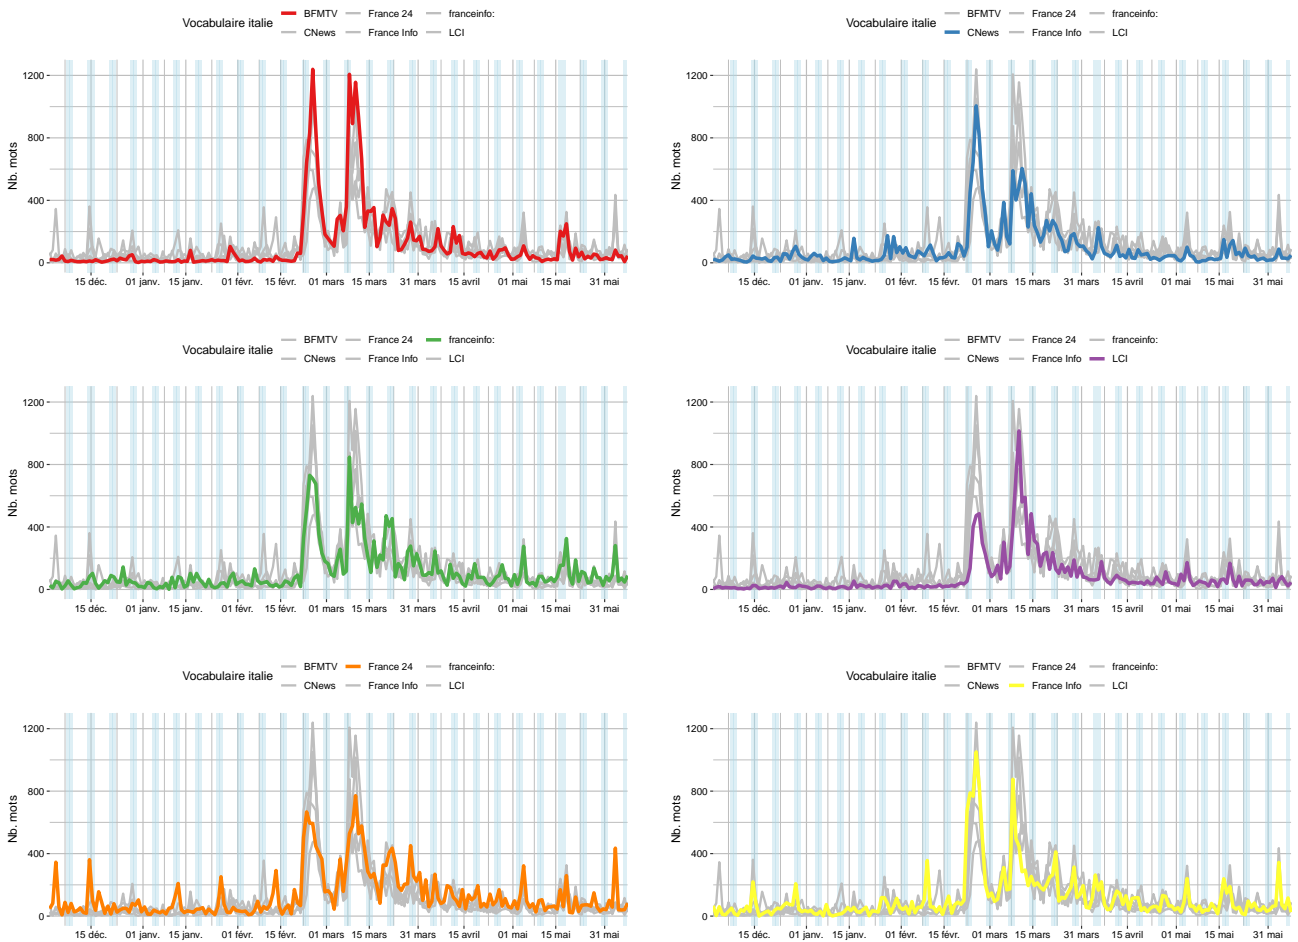 Vocabulaire italie BFMTV France 24 franceinfo:
CNews France Info LCI
Nb. mots
1200
800
400
0
15 déc. 01 janv. 15 janv. 01 févr. 15 févr. 01 mars 15 mars 31 mars 15 avril 01 mai 15 mai 31 mai
Vocabulaire italie BFMTV France 24 franceinfo:
CNews France Info LCI
Nb. mots
1200
800
400
0
15 déc. 01 janv. 15 janv. 01 févr. 15 févr. 01 mars 15 mars 31 mars 15 avril 01 mai 15 mai 31 mai
Vocabulaire italie BFMTV France 24 franceinfo:
CNews France Info LCI
Nb. mots
1200
800
400
0
15 déc. 01 janv. 15 janv. 01 févr. 15 févr. 01 mars 15 mars 31 mars 15 avril 01 mai 15 mai 31 mai
Vocabulaire italie BFMTV France 24 franceinfo:
CNews France Info LCI
Nb. mots
1200
800
400
0
15 déc. 01 janv. 15 janv. 01 févr. 15 févr. 01 mars 15 mars 31 mars 15 avril 01 mai 15 mai 31 mai
Vocabulaire italie BFMTV France 24 franceinfo:
CNews France Info LCI
Nb. mots
1200
800
400
0
15 déc. 01 janv. 15 janv. 01 févr. 15 févr. 01 mars 15 mars 31 mars 15 avril 01 mai 15 mai 31 mai
Vocabulaire italie BFMTV France 24 franceinfo:
CNews France Info LCI
Nb. mots
1200
800
400
0
15 déc. 01 janv. 15 janv. 01 févr. 15 févr. 01 mars 15 mars 31 mars 15 avril 01 mai 15 mai 31 mai